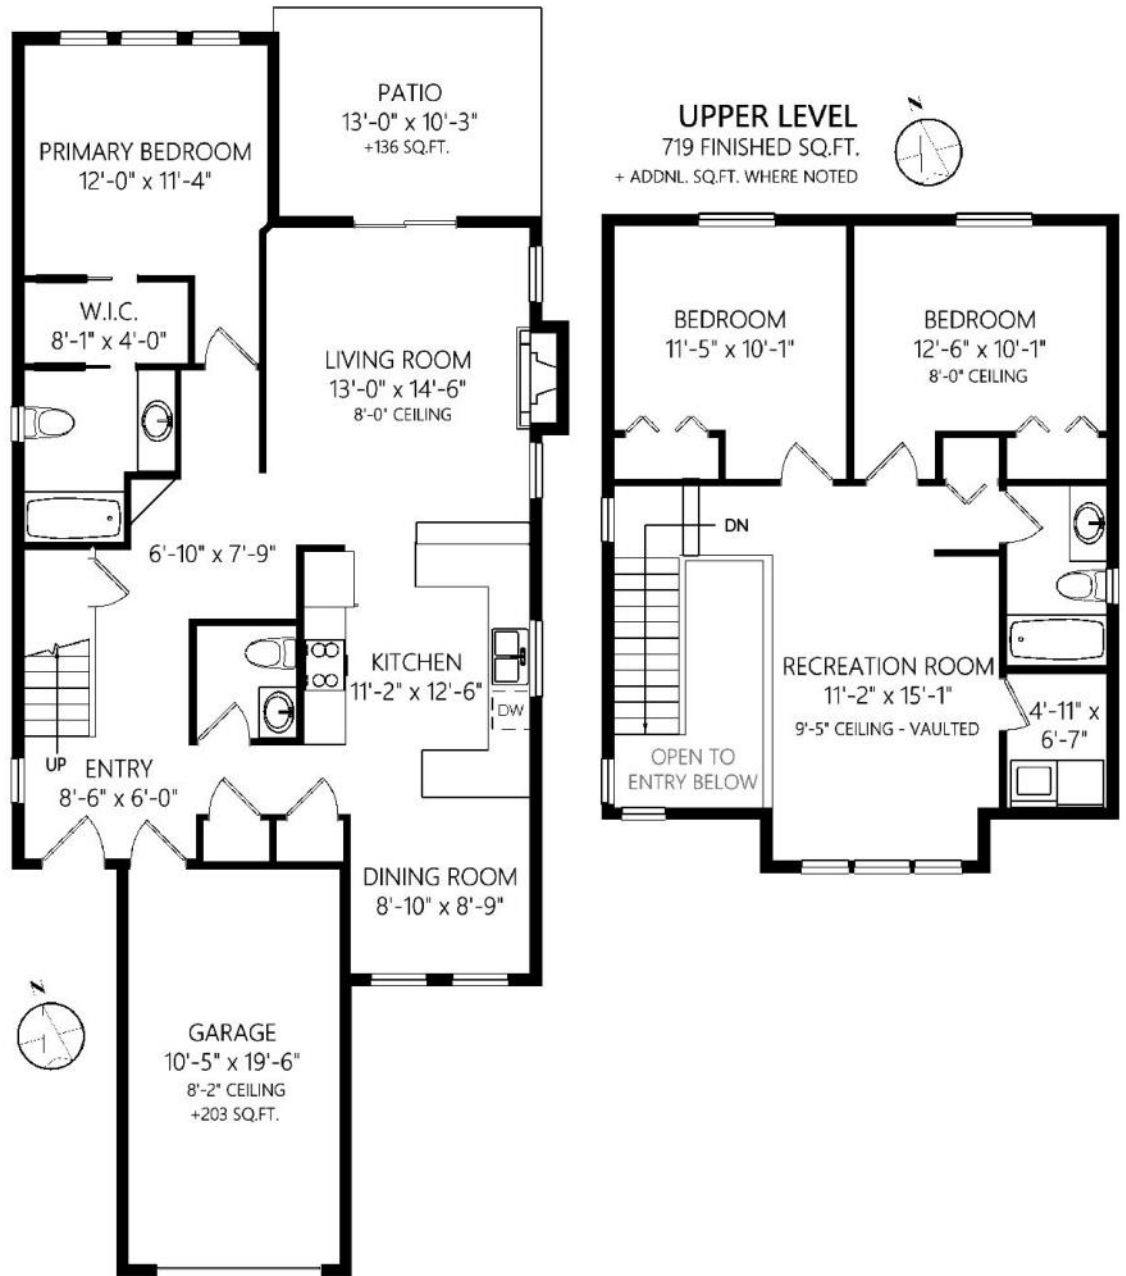 PATIO
13'-0" x 10'-3"
+136 SQ.FT.
PRIMARY BEDROOM
12'-0" x 11'-4"
W.I.C.
8'-1" x 4'-0"
LIVING ROOM
13'-0" x 14'-6"
8'-0" CEILING
6'-10" x 7'-9"
KITCHEN
11'-2" x 12'-6"
DW
UP
ENTRY
8'-6" x 6'-0"
DINING ROOM
8'-10" x 8'-9"
N
GARAGE
10'-5" x 19'-6"
8'-2" CEILING
+203 SQ.FT.
UPPER LEVEL
719 FINISHED SQ.FT.
+ ADDNL. SQ.FT. WHERE NOTED
N
BEDROOM
11'-5" x 10'-1"
BEDROOM
12'-6" x 10'-1"
8'-0" CEILING
DN
RECREATION ROOM
11'-2" x 15'-1"
9'-5" CEILING - VAULTED
4'-11" x
6'-7"
OPEN TO
ENTRY BELOW